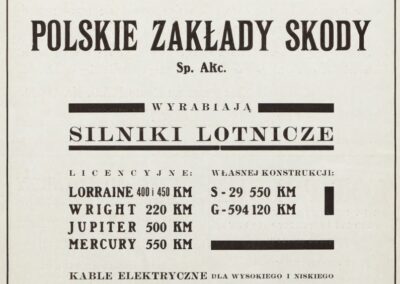 POLSKIE ZAKŁADY SKODY
Sp. Akc.
WYRABIAJĄ
SILNIKI LOTNICZE
LICENCYJNE: WŁASNEJ KONSTRUKCJI:
LORRAINE 400 i 450 KM S - 29 550 KM
WRIGHT 220 KM G - 594 120 KM
JUPITER 500 KM
MERCURY 550 KM
KABLE ELEKTRYCZNE DLA WYSOKIEGO I NISKIEGO